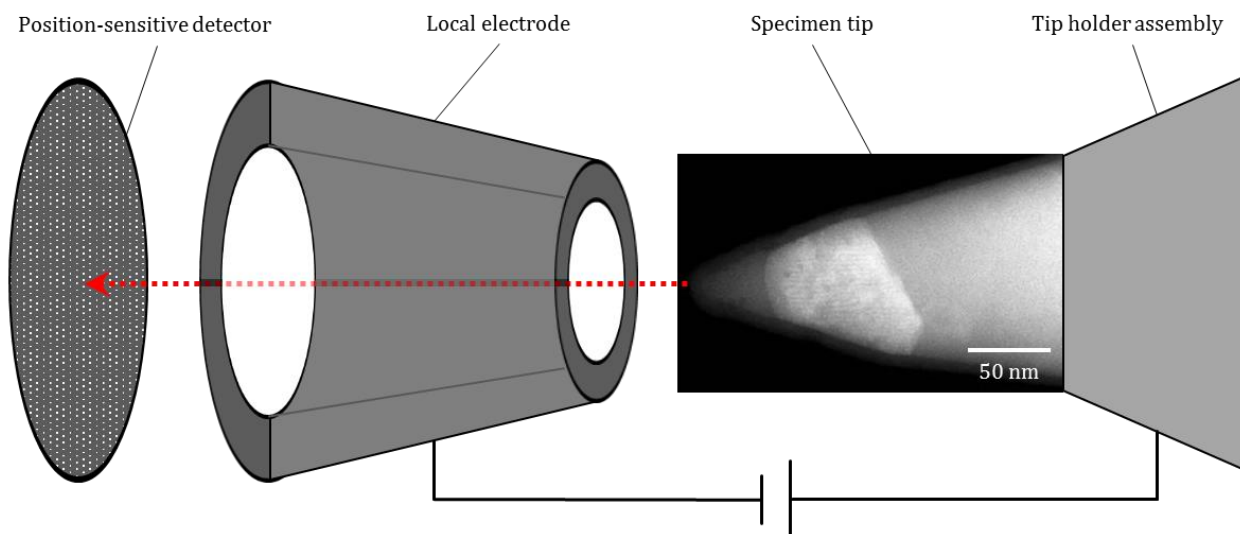 Position-sensitive detector
Local electrode
Specimen tip
Tip holder assembly
50 nm